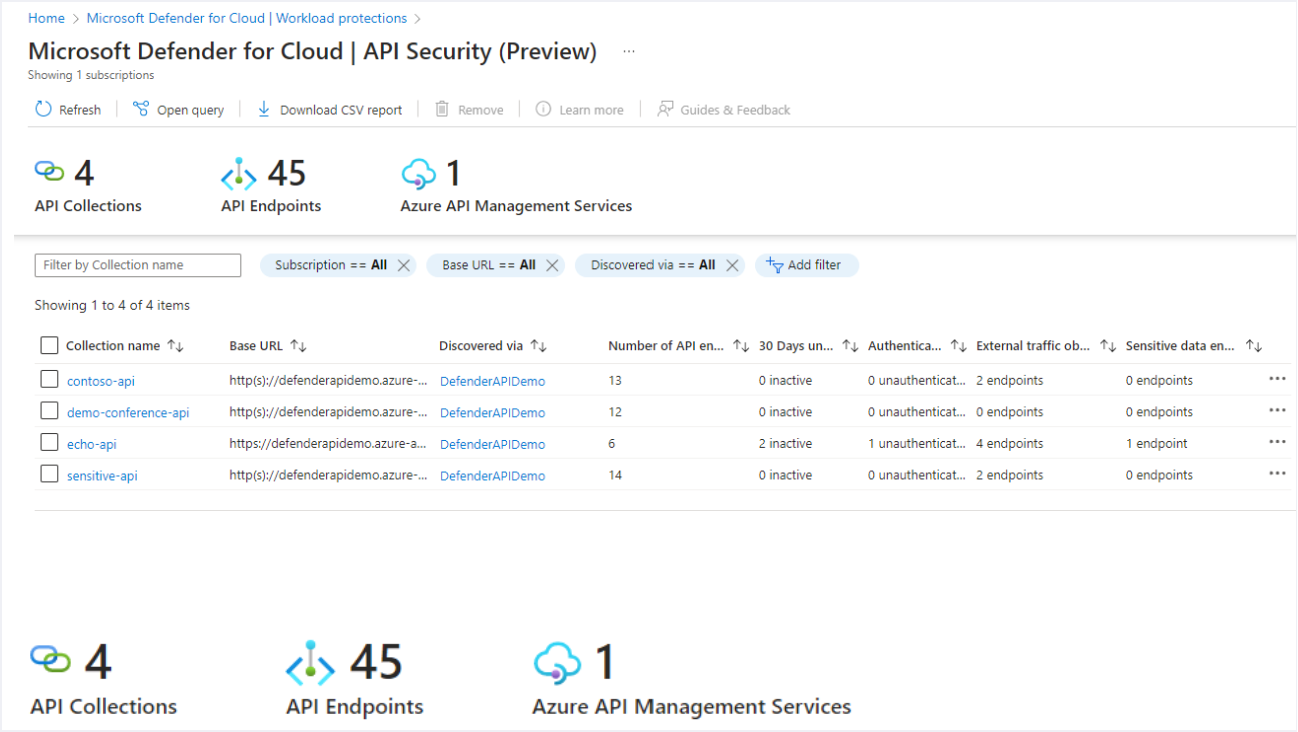 Home > Microsoft Defender for Cloud | Workload protections >
Microsoft Defender for Cloud | API Security (Preview) ...
Showing 1 subscriptions
Refresh Open query Download CSV report Remove Learn more Guides & Feedback
4 45 1
API Collections API Endpoints Azure API Management Services
Filter by Collection name Subscription == All Base URL == All Discovered via == All Add filter
Showing 1 to 4 of 4 items
Collection name Base URL Discovered via Number of API en... 30 Days un... Authentica... External traffic ob... Sensitive data en...
contoso-api http(s)://defenderapidemo.azure-... DefenderAPIDemo 13 0 inactive 0 unauthenticat... 2 endpoints 0 endpoints ...
demo-conference-api http(s)://defenderapidemo.azure-... DefenderAPIDemo 12 0 inactive 0 unauthenticat... 0 endpoints 0 endpoints ...
echo-api https://defenderapidemo.azure-a... DefenderAPIDemo 6 2 inactive 1 unauthenticat... 4 endpoints 1 endpoint ...
sensitive-api http(s)://defenderapidemo.azure-... DefenderAPIDemo 14 0 inactive 0 unauthenticat... 2 endpoints 0 endpoints ...
4 45 1
API Collections API Endpoints Azure API Management Services